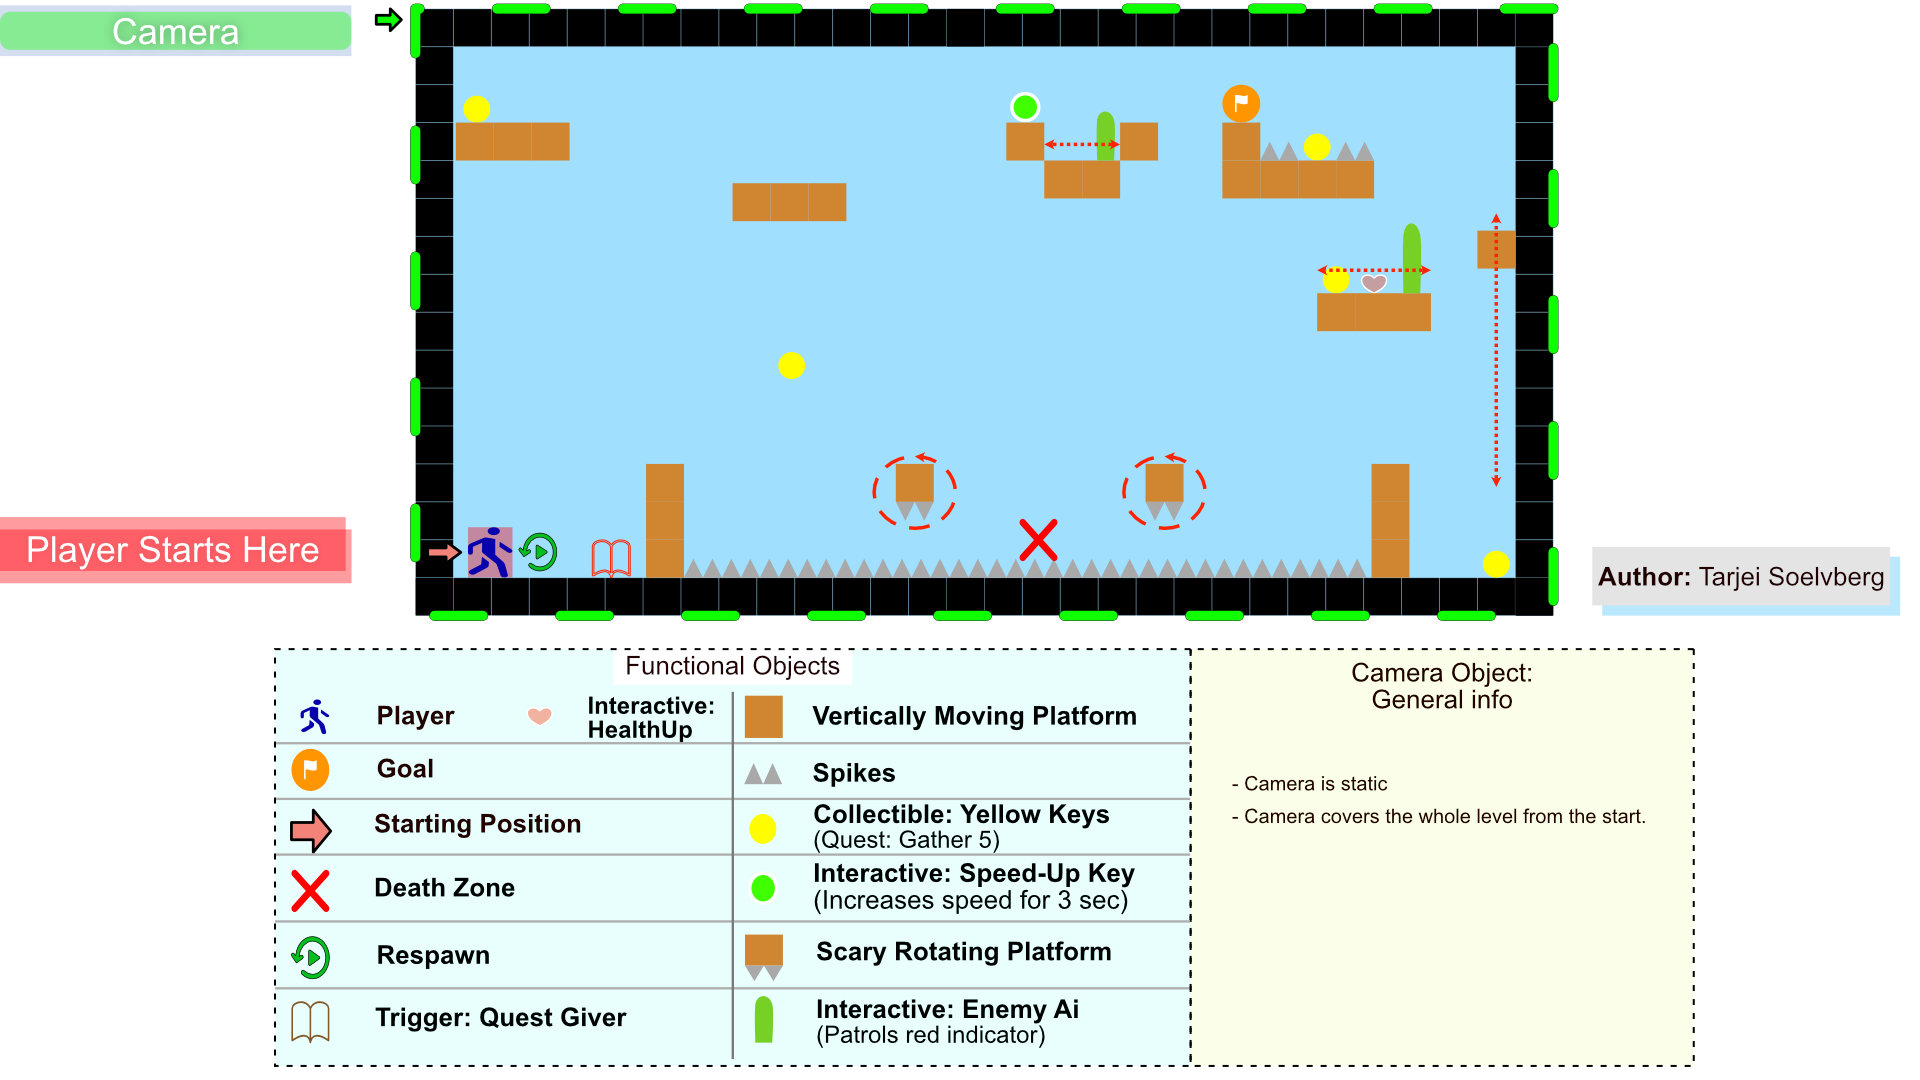 Camera
Player Starts Here
Author: Tarjei Soelvberg
Functional Objects
Player
Interactive:
HealthUp
Goal
Starting Position
Death Zone
Respawn
Trigger: Quest Giver
Vertically Moving Platform
Spikes
Collectible: Yellow Keys
(Quest: Gather 5)
Interactive: Speed-Up Key
(Increases speed for 3 sec)
Scary Rotating Platform
Interactive: Enemy Ai
(Patrols red indicator)
Camera Object:
General info
- Camera is static
- Camera covers the whole level from the start.